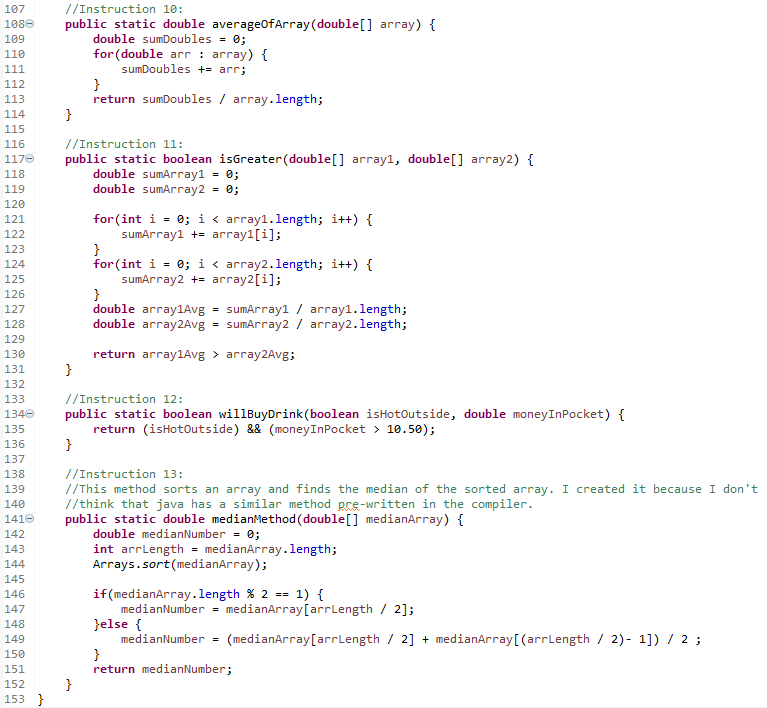 107 //Instruction 10:
108 public static double averageOfArray(double[] array) {
109 double sumDoubles = 0;
110 for(double arr : array) {
111 sumDoubles += arr;
112 }
113 return sumDoubles / array.length;
114 }
115
116 //Instruction 11:
117 public static boolean isGreater(double[] array1, double[] array2) {
118 double sumArray1 = 0;
119 double sumArray2 = 0;
120
121 for(int i = 0; i < array1.length; i++) {
122 sumArray1 += array1[i];
123 }
124 for(int i = 0; i < array2.length; i++) {
125 sumArray2 += array2[i];
126 }
127 double array1Avg = sumArray1 / array1.length;
128 double array2Avg = sumArray2 / array2.length;
129
130 return array1Avg > array2Avg;
131 }
132
133 //Instruction 12:
134 public static boolean willBuyDrink(boolean isHotOutside, double moneyInPocket) {
135 return (isHotOutside) && (moneyInPocket > 10.50);
136 }
137
138 //Instruction 13:
139 //This method sorts an array and finds the median of the sorted array. I created it because I don't
140 //think that java has a similar method pre-written in the compiler.
141 public static double medianMethod(double[] medianArray) {
142 double medianNumber = 0;
143 int arrLength = medianArray.length;
144 Arrays.sort(medianArray);
145
146 if(medianArray.length % 2 == 1) {
147 medianNumber = medianArray[arrLength / 2];
148 }else {
149 medianNumber = (medianArray[arrLength / 2] + medianArray[(arrLength / 2)- 1]) / 2 ;
150 }
151 return medianNumber;
152 }
153 }